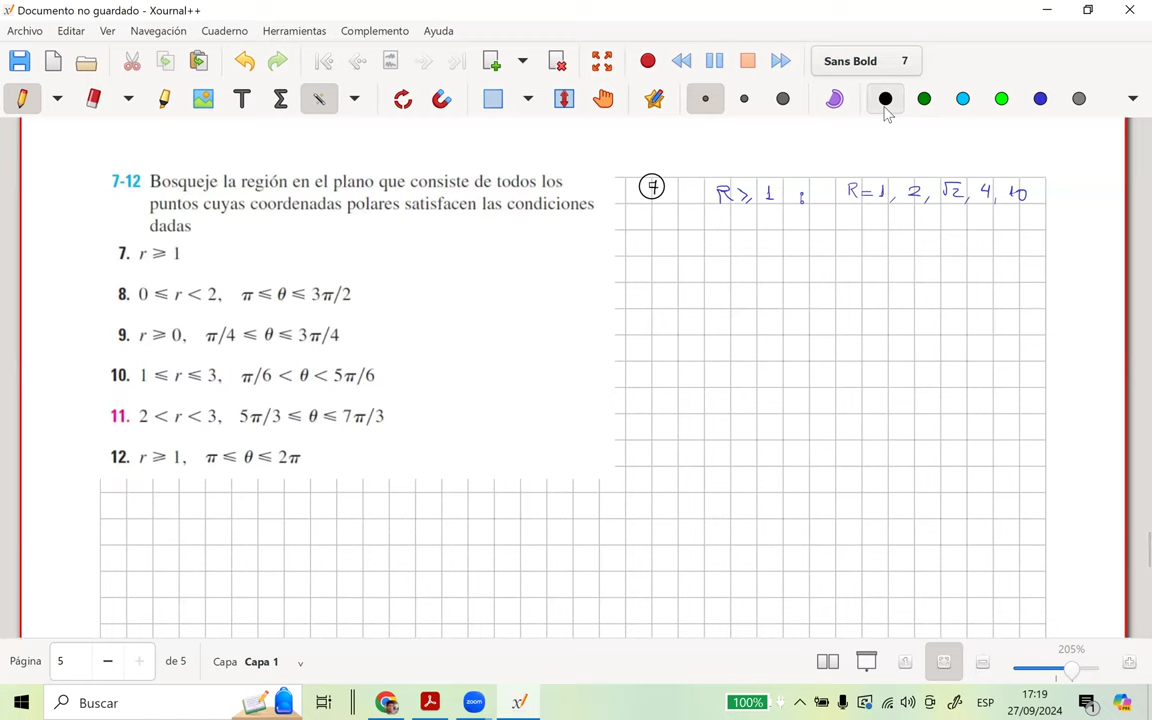 Documento no guardado - Xournal++
Archivo Editar Ver Navegación Cuaderno Herramientas Complemento Ayuda
Sans Bold 7
7-12 Bosqueje la región en el plano que consiste de todos los
puntos cuyas coordenadas polares satisfacen las condiciones
dadas
7. r ⩾ 1
8. 0 ⩽ r < 2, π ⩽ θ ⩽ 3π/2
9. r ⩾ 0, π/4 ⩽ θ ⩽ 3π/4
10. 1 ⩽ r ⩽ 3, π/6 < θ < 5π/6
11. 2 < r < 3, 5π/3 ⩽ θ ⩽ 7π/3
12. r ⩾ 1, π ⩽ θ ⩽ 2π
7 R ⩾ 1 : R = 1, 2, √2, 4, 10
Página 5 de 5 Capa Capa 1 205%
Buscar 100% ESP 17:19
27/09/2024